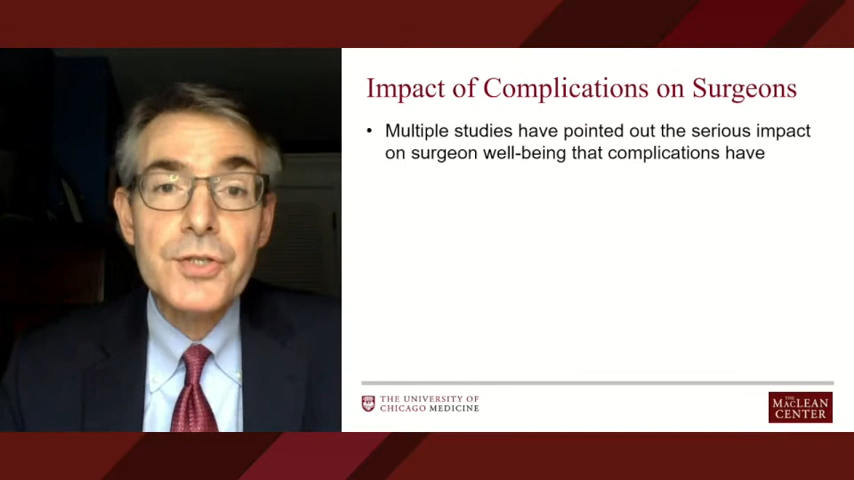 Impact of Complications on Surgeons
• Multiple studies have pointed out the serious impact
on surgeon well-being that complications have
THE UNIVERSITY OF
CHICAGO MEDICINE
THE
MACLEAN
CENTER